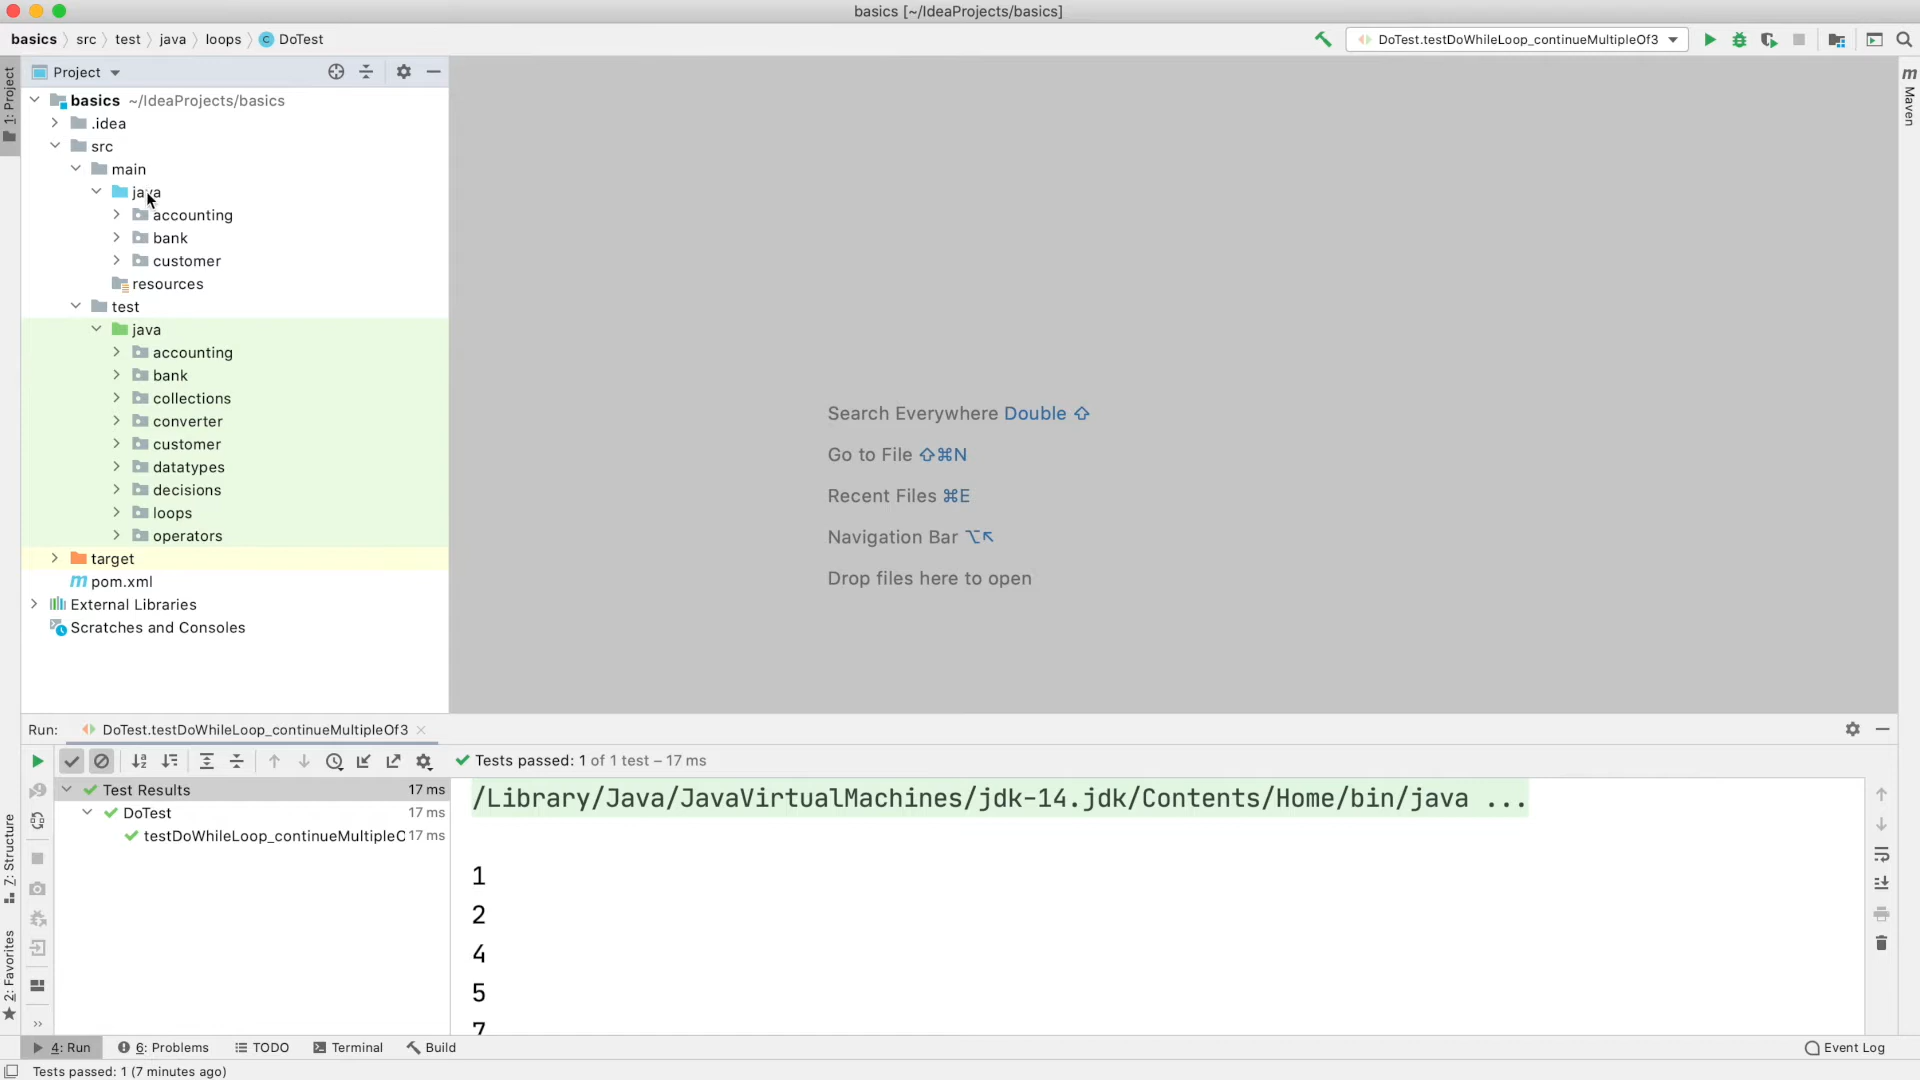 basics [~/IdeaProjects/basics]
basics src test java loops C DoTest
DoTest.testDoWhileLoop_continueMultipleOf3
1: Project
Project
basics ~/IdeaProjects/basics
.idea
src
main
java
accounting
bank
customer
resources
test
java
accounting
bank
collections
converter
customer
datatypes
decisions
loops
operators
target
m pom.xml
External Libraries
Scratches and Consoles
Search Everywhere Double ⇧
Go to File ⇧⌘N
Recent Files ⌘E
Navigation Bar ⌥↖
Drop files here to open
m Maven
Run: DoTest.testDoWhileLoop_continueMultipleOf3
Tests passed: 1 of 1 test – 17 ms
Test Results 17 ms
DoTest 17 ms
testDoWhileLoop_continueMultipleO 17 ms
/Library/Java/JavaVirtualMachines/jdk-14.jdk/Contents/Home/bin/java ...
1
2
4
5
7
Z: Structure
2: Favorites
4: Run 6: Problems TODO Terminal Build Event Log
Tests passed: 1 (7 minutes ago)